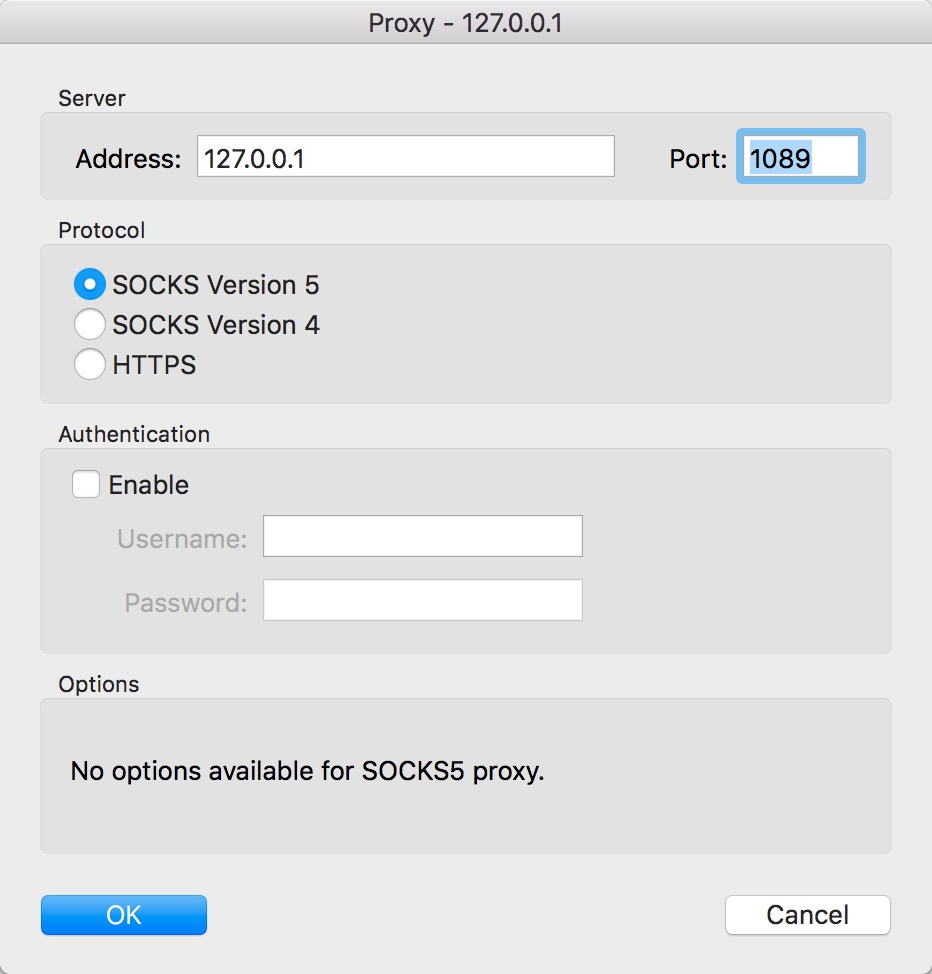 Proxy - 127.0.0.1
Server
Address: 127.0.0.1 Port: 1089
Protocol
SOCKS Version 5
SOCKS Version 4
HTTPS
Authentication
Enable
Username:
Password:
Options
No options available for SOCKS5 proxy.
OK Cancel